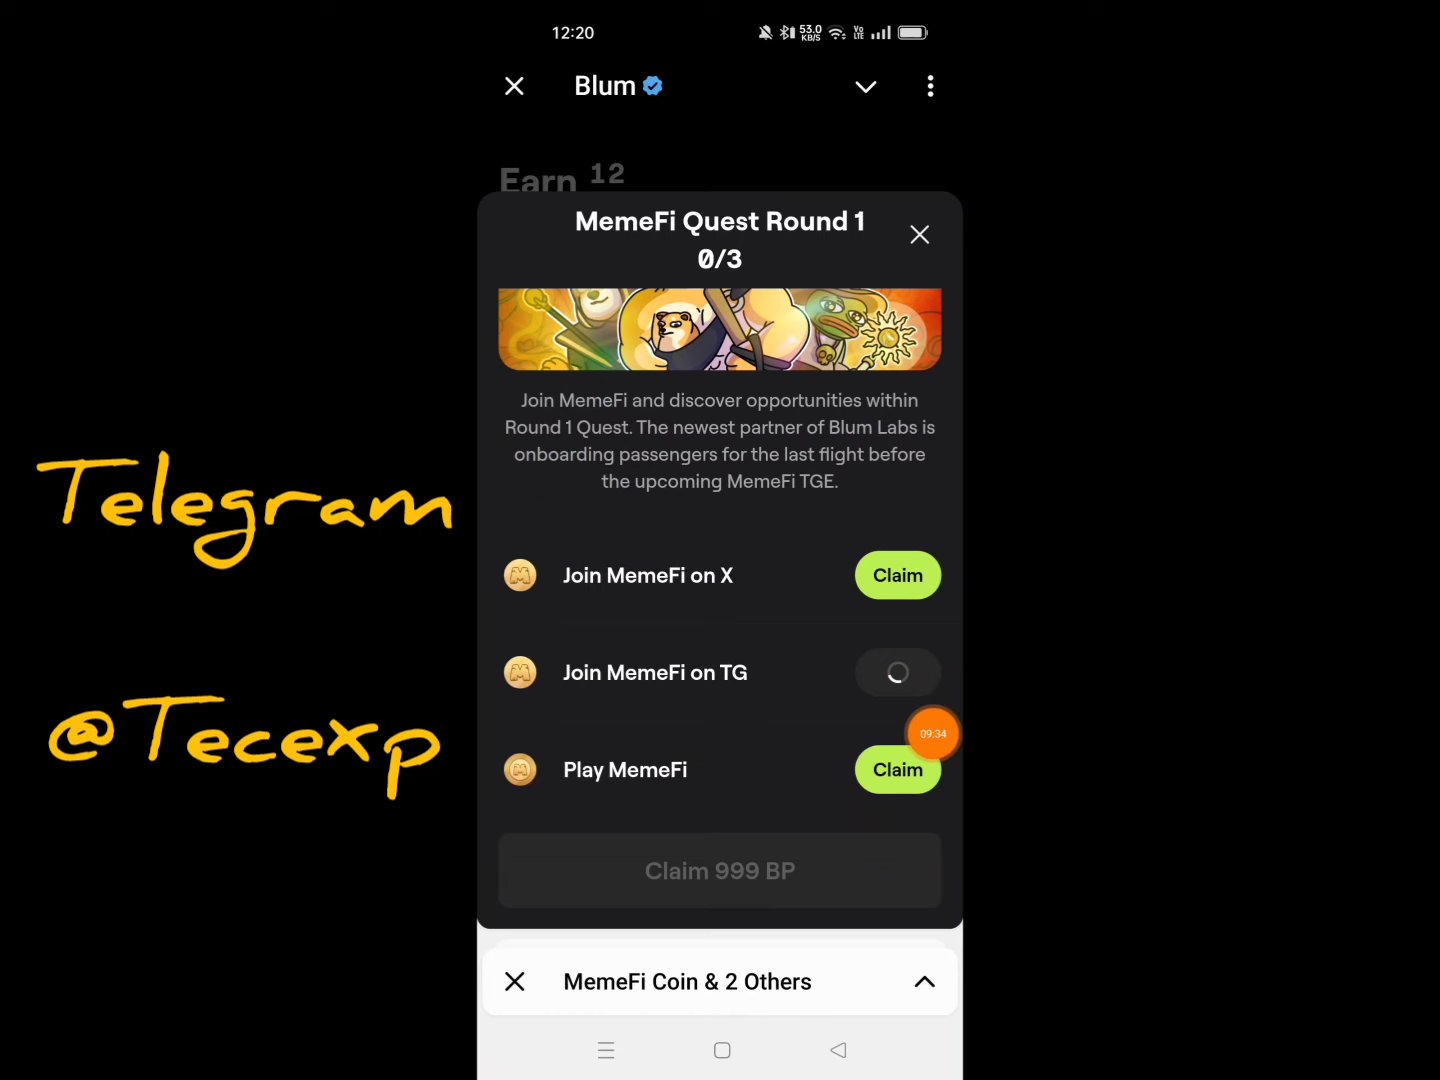 12:20
53.0
KB/S
Vo
LTE
Blum
Earn 12
MemeFi Quest Round 1
0/3
Join MemeFi and discover opportunities within
Round 1 Quest. The newest partner of Blum Labs is
onboarding passengers for the last flight before
the upcoming MemeFi TGE.
Join MemeFi on X
Claim
Join MemeFi on TG
09:34
Play MemeFi
Claim
Claim 999 BP
MemeFi Coin & 2 Others
Telegram
@Tecexp